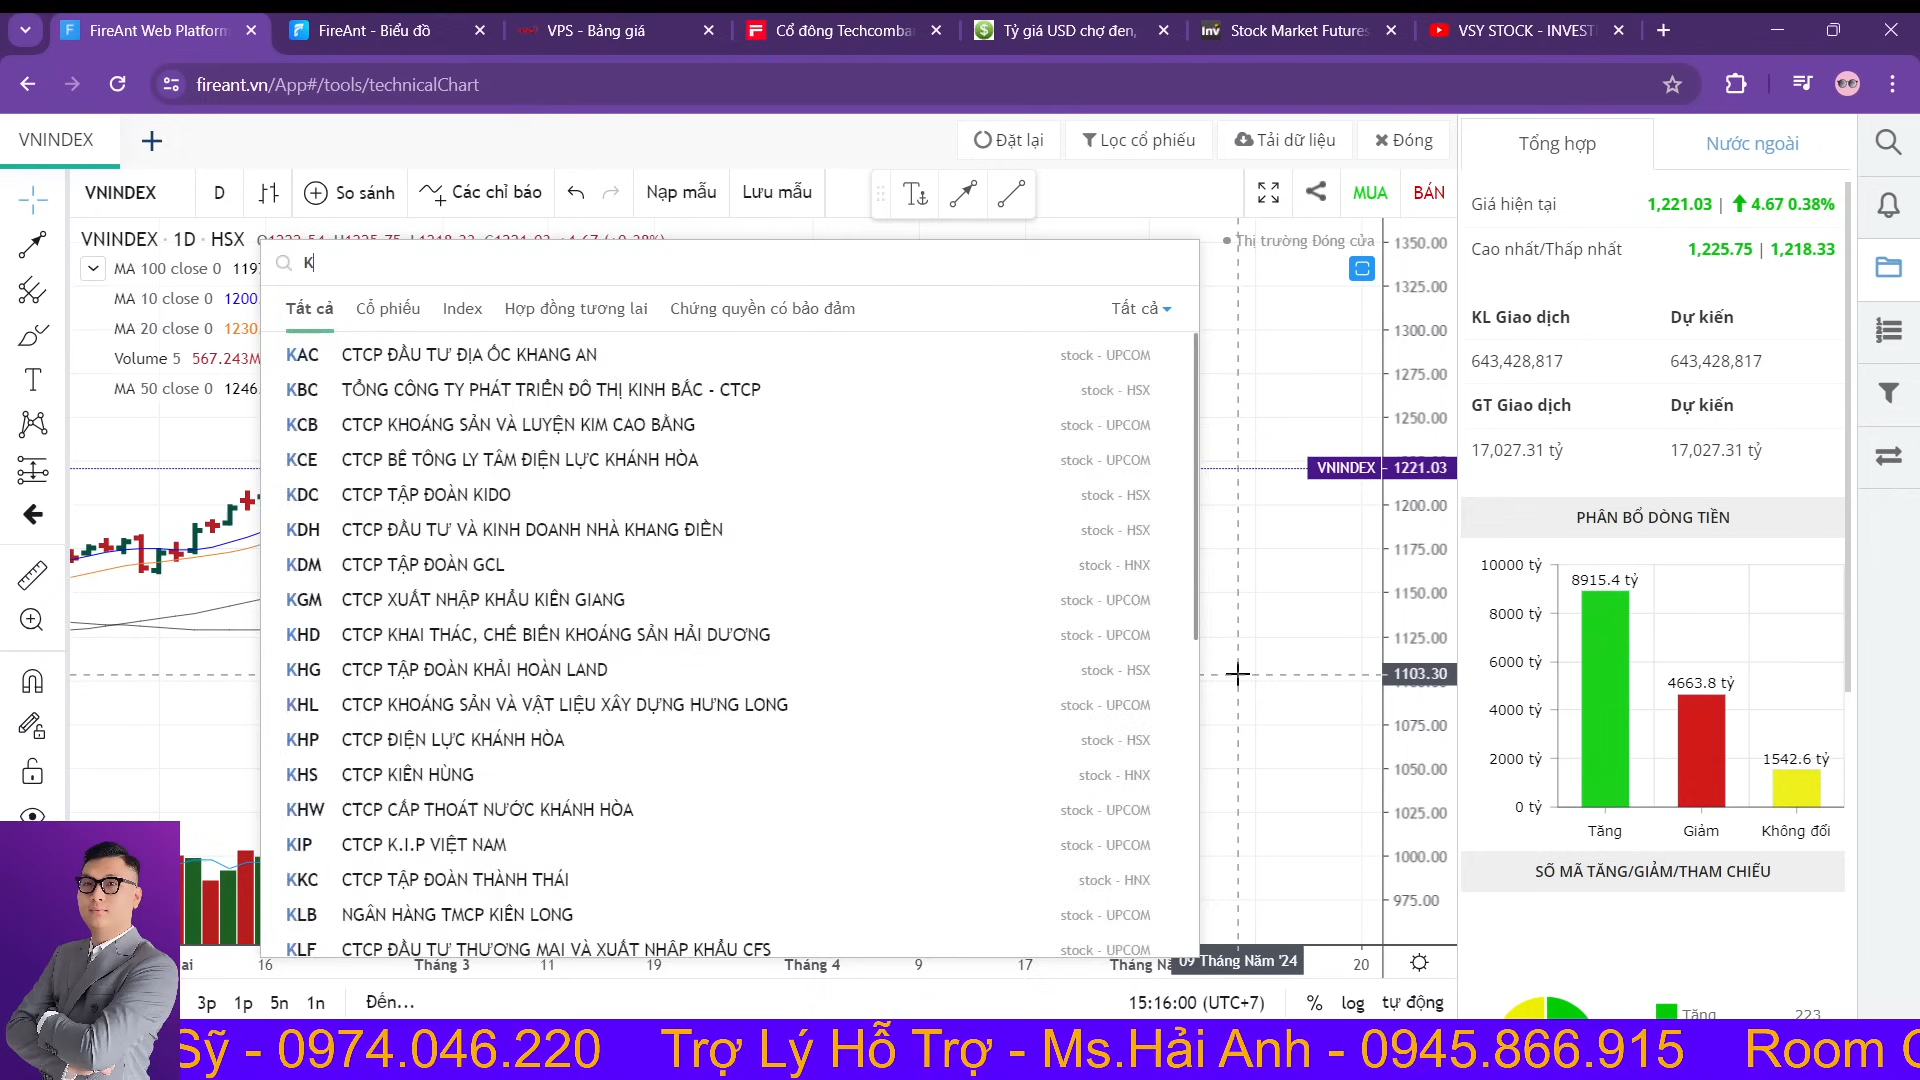 FireAnt Web Platform
FireAnt - Biểu đồ
VPS - Bảng giá
Cổ đông Techcomba
Tỷ giá USD chợ đen,
Inv Stock Market Futures
VSY STOCK - INVEST
fireant.vn/App#/tools/technicalChart
VNINDEX
Đặt lại
Lọc cổ phiếu
Tải dữ liệu
Đóng
Tổng hợp
Nước ngoài
VNINDEX
D
So sánh
Các chỉ báo
Nạp mẫu
Lưu mẫu
MUA
BÁN
Giá hiện tại
1,221.03 | 4.67 0.38%
Cao nhất/Thấp nhất
1,225.75 | 1,218.33
VNINDEX · 1D · HSX
Thị trường Đóng cửa
MA 100 close 0 1197
MA 10 close 0 1200.
MA 20 close 0 1230.
Volume 5 567.243M
MA 50 close 0 1246.
K
Tất cả
Cổ phiếu
Index
Hợp đồng tương lai
Chứng quyền có bảo đảm
Tất cả
KAC CTCP ĐẦU TƯ ĐỊA ỐC KHANG AN stock - UPCOM
KBC TỔNG CÔNG TY PHÁT TRIỂN ĐÔ THỊ KINH BẮC - CTCP stock - HSX
KCB CTCP KHOÁNG SẢN VÀ LUYỆN KIM CAO BẰNG stock - UPCOM
KCE CTCP BÊ TÔNG LY TÂM ĐIỆN LỰC KHÁNH HÒA stock - UPCOM
KDC CTCP TẬP ĐOÀN KIDO stock - HSX
KDH CTCP ĐẦU TƯ VÀ KINH DOANH NHÀ KHANG ĐIỀN stock - HSX
KDM CTCP TẬP ĐOÀN GCL stock - HNX
KGM CTCP XUẤT NHẬP KHẨU KIÊN GIANG stock - UPCOM
KHD CTCP KHAI THÁC, CHẾ BIẾN KHOÁNG SẢN HẢI DƯƠNG stock - UPCOM
KHG CTCP TẬP ĐOÀN KHẢI HOÀN LAND stock - HSX
KHL CTCP KHOÁNG SẢN VÀ VẬT LIỆU XÂY DỰNG HƯNG LONG stock - UPCOM
KHP CTCP ĐIỆN LỰC KHÁNH HÒA stock - HSX
KHS CTCP KIÊN HÙNG stock - HNX
KHW CTCP CẤP THOÁT NƯỚC KHÁNH HÒA stock - UPCOM
KIP CTCP K.I.P VIỆT NAM stock - UPCOM
KKC CTCP TẬP ĐOÀN THÀNH THÁI stock - HNX
KLB NGÂN HÀNG TMCP KIÊN LONG stock - UPCOM
KLF CTCP ĐẦU TƯ THƯƠNG MẠI VÀ XUẤT NHẬP KHẨU CFS stock - UPCOM
1350.00
1325.00
1300.00
1275.00
1250.00
VNINDEX 1221.03
1200.00
1175.00
1150.00
1125.00
1103.30
1075.00
1050.00
1025.00
1000.00
975.00
KL Giao dịch
Dự kiến
643,428,817
643,428,817
GT Giao dịch
Dự kiến
17,027.31 tỷ
17,027.31 tỷ
PHÂN BỔ DÒNG TIỀN
10000 tỷ
8000 tỷ
6000 tỷ
4000 tỷ
2000 tỷ
0 tỷ
8915.4 tỷ
4663.8 tỷ
1542.6 tỷ
Tăng
Giảm
Không đổi
SỐ MÃ TĂNG/GIẢM/THAM CHIẾU
Tăng 223
ai 16 Tháng 3 11 19 Tháng 4 9 17 Tháng Nă 09 Tháng Năm '24 20
3p 1p 5n 1n Đến...
15:16:00 (UTC+7) % log tự động
Sỹ - 0974.046.220 Trợ Lý Hỗ Trợ - Ms.Hải Anh - 0945.866.915 Room